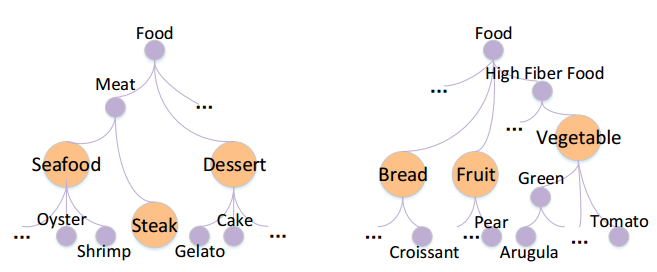 Food
Meat
...
Seafood
Dessert
Oyster
Steak
Cake
...
Shrimp
Gelato
...
Food
High Fiber Food
...
...
Vegetable
Bread
Fruit
Green
Pear
Tomato
...
Croissant
...
Arugula
...